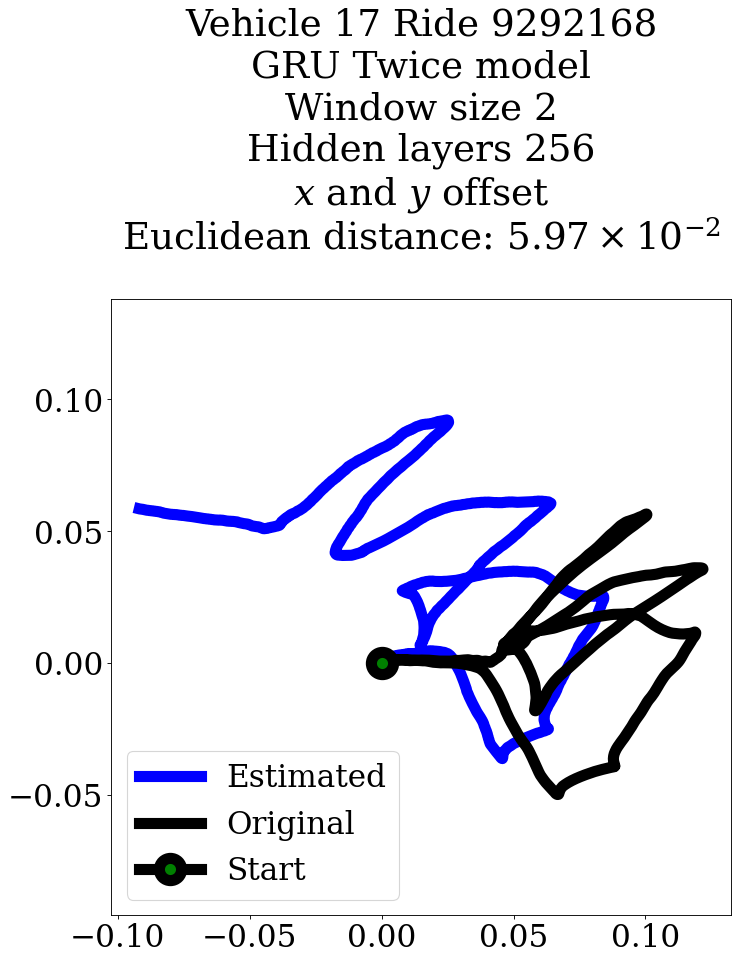 Vehicle 17 Ride 9292168
GRU Twice model
Window size 2
Hidden layers 256
x and y offset
Euclidean distance: 5.97 × 10⁻²
0.10
0.05
0.00
−0.05
Estimated
Original
Start
−0.10 −0.05 0.00 0.05 0.10